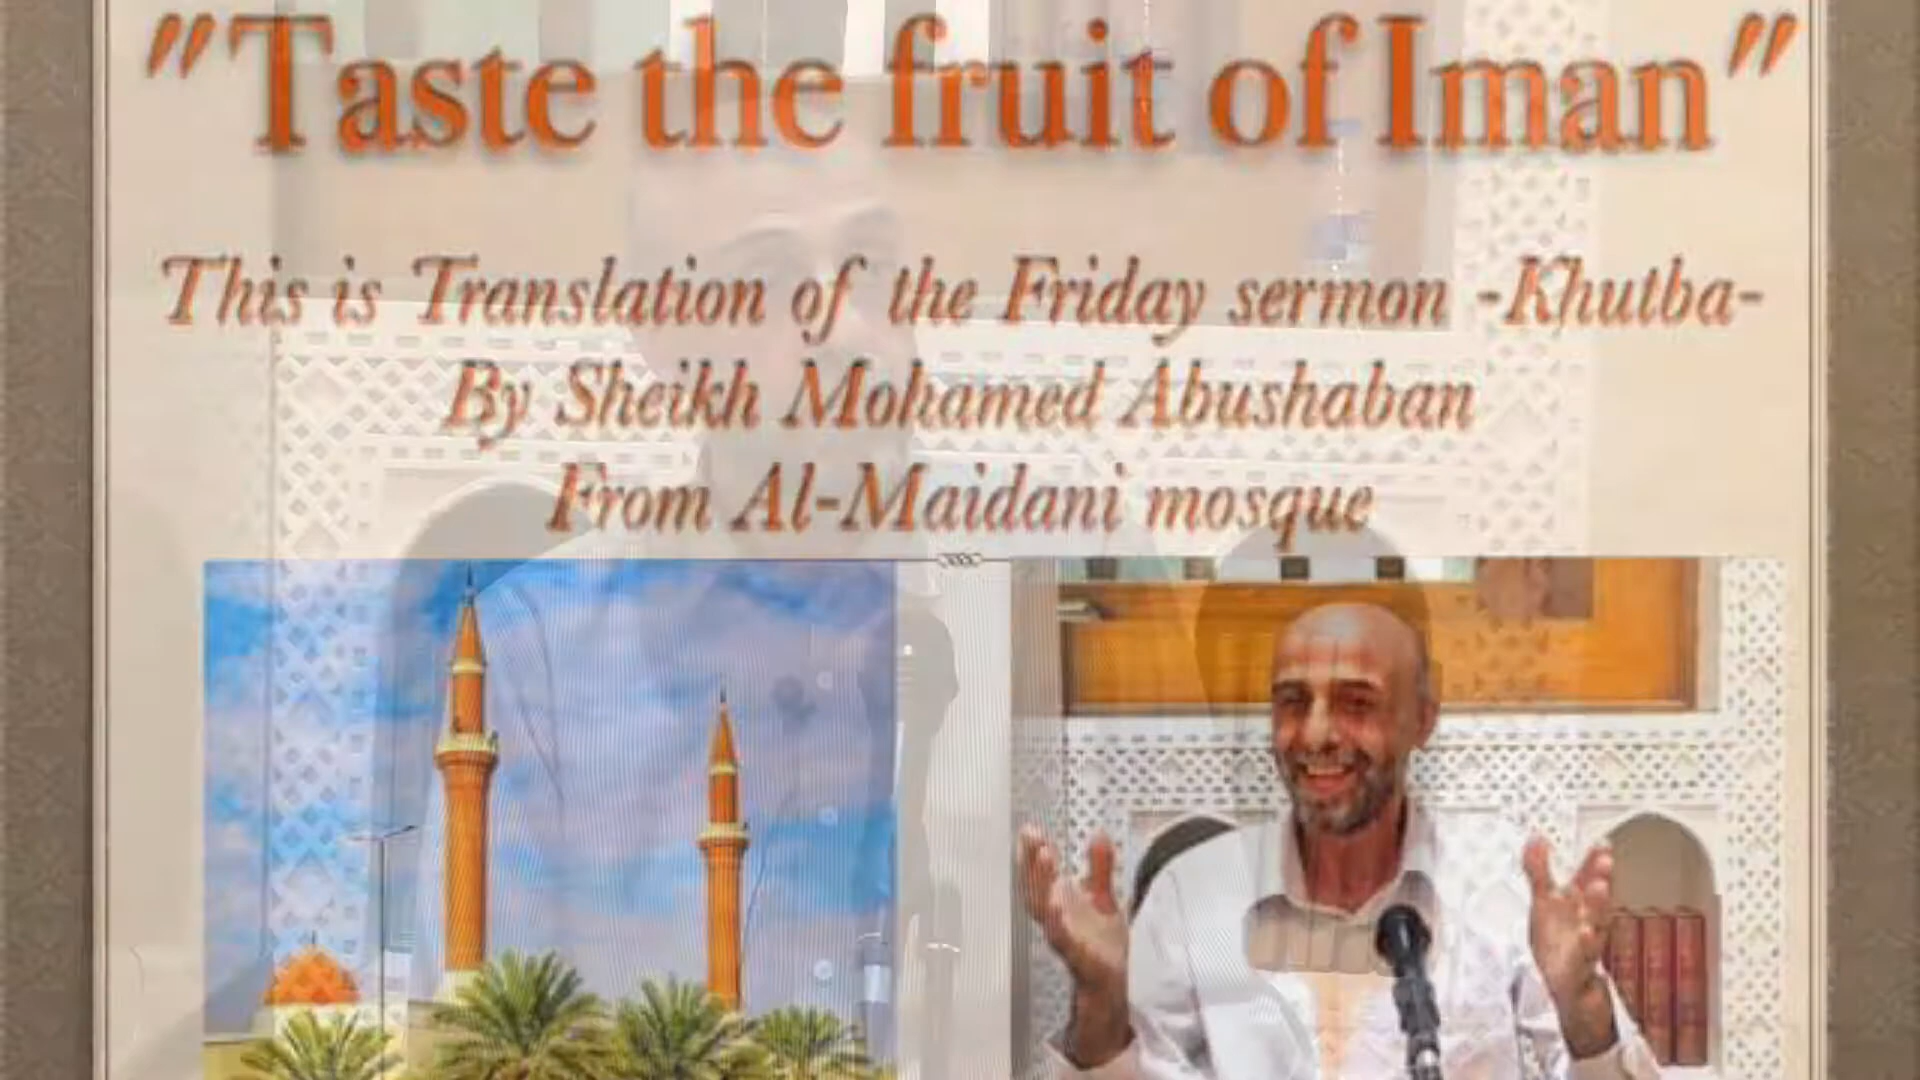 "Taste the fruit of Iman"
This is Translation of the Friday sermon -Khutba-
By Sheikh Mohamed Abushaban
From Al-Maidani mosque